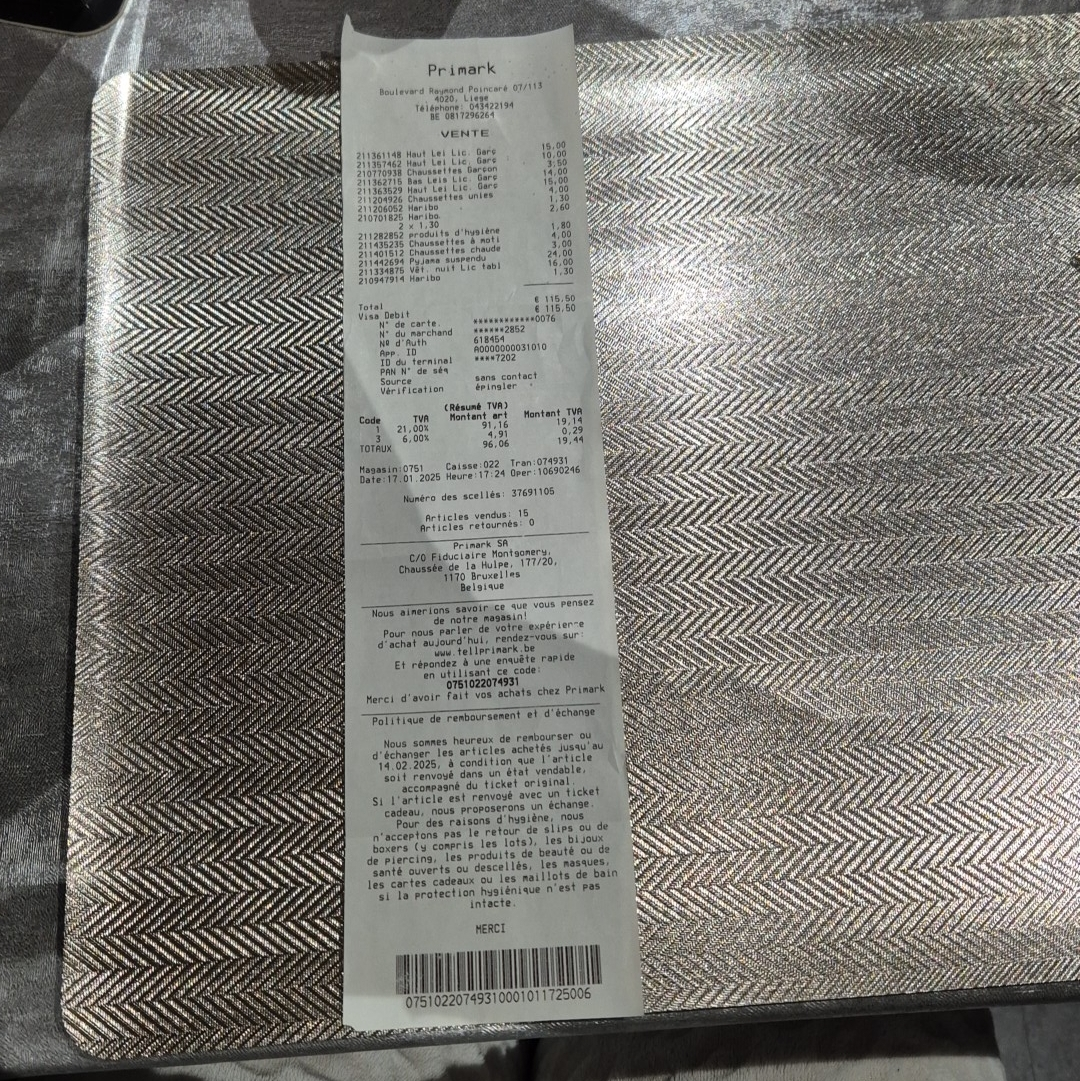 Primark
Boulevard Raymond Poincaré 07/113
4020, Liege
Téléphone: 043422194
BE 0817296264
VENTE
211361148 Haut Lei Lic. Garc 15,00
211357462 Haut Lei Lic. Garc 10,00
210770938 Chaussettes Garcon 3,50
211362715 Bas Leis Lic. Garc 14,00
211363529 Haut Lei Lic. Garc 15,00
211204926 Chaussettes unies 4,00
211206052 Haribo 1,30
210701825 Haribo. 2,60
2 x 1,30
211282852 produits d'hygiène 1,80
211435235 Chaussettes à moti 4,00
211401512 Chaussettes chaude 3,00
211442694 Pyjama suspendu 24,00
211334875 Vêt. nuit Lic tabl 16,00
210947914 Haribo 1,30
Total € 115,50
Visa Debit € 115,50
N° de carte. ************0076
N° du marchand ******2852
Nº d'Auth 618454
App. ID A0000000031010
ID du terminal ****7202
PAN N° de séq
Source sans contact
Vérification épingler
(Résumé TVA)
Code TVA Montant art Montant TVA
1 21,00% 91,16 19,14
3 6,00% 4,91 0,29
TOTAUX 96,06 19,44
Magasin:0751 Caisse:022 Tran:074931
Date:17.01.2025 Heure:17:24 Oper:10690246
Numéro des scellés: 37691105
Articles vendus: 15
Articles retournés: 0
Primark SA
C/O Fiduciaire Montgomery,
Chaussée de la Hulpe, 177/20,
1170 Bruxelles
Belgique
Nous aimerions savoir ce que vous pensez
de notre magasin!
Pour nous parler de votre expérience
d'achat aujourd'hui, rendez-vous sur:
www.tellprimark.be
Et répondez à une enquête rapide
en utilisant ce code:
0751022074931
Merci d'avoir fait vos achats chez Primark
Politique de remboursement et d'échange
Nous sommes heureux de rembourser ou
d'échanger les articles achetés jusqu'au
14.02.2025, à condition que l'article
soit renvoyé dans un état vendable,
accompagné du ticket original.
Si l'article est renvoyé avec un ticket
cadeau, nous proposerons un échange.
Pour des raisons d'hygiène, nous
n'acceptons pas le retour de slips ou de
boxers (y compris les lots), les bijoux
de piercing, les produits de beauté ou de
santé ouverts ou descellés, les masques,
les cartes cadeaux ou les maillots de bain
si la protection hygiénique n'est pas
intacte.
MERCI
07510220749310001011725006